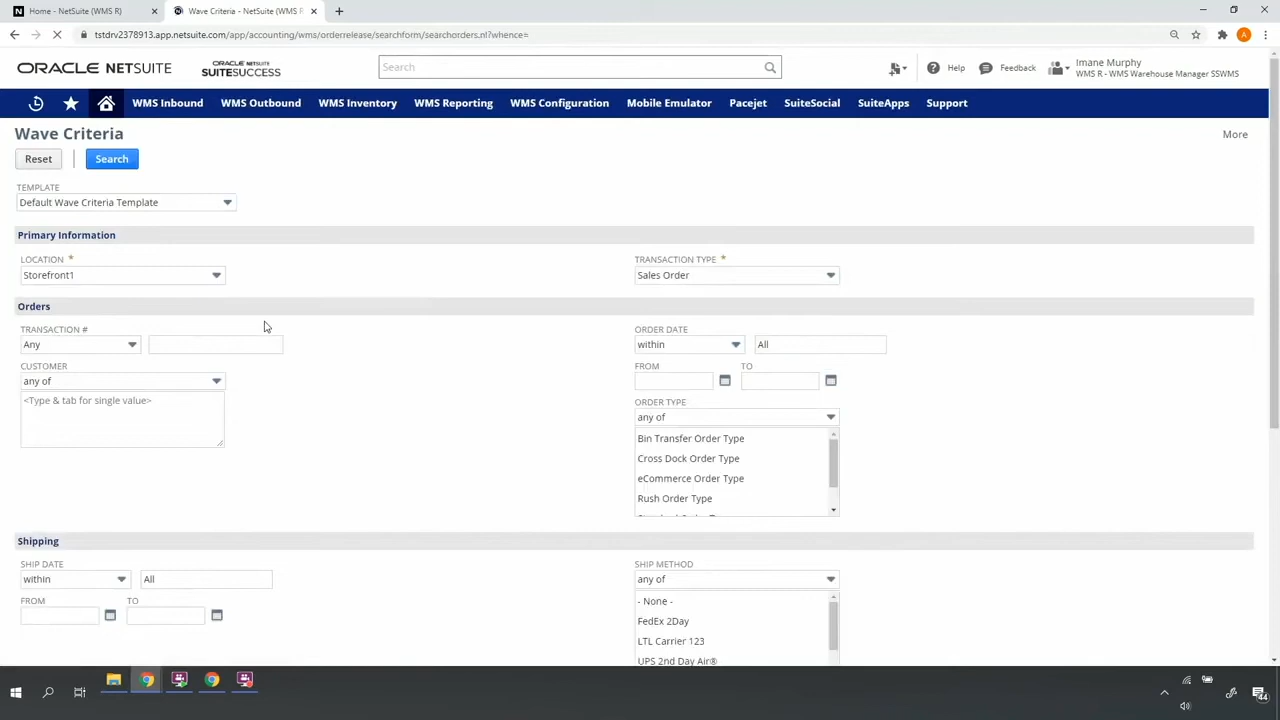 Home - NetSuite (WMS R)
Wave Criteria - NetSuite (WMS R
tstdrv2378913.app.netsuite.com/app/accounting/wms/orderrelease/searchform/searchorders.nl?whence=
A
ORACLE NETSUITE
ORACLE NETSUITE
SUITESUCCESS
Search
Help
Feedback
Imane Murphy
WMS R - WMS Warehouse Manager SSWMS
WMS Inbound
WMS Outbound
WMS Inventory
WMS Reporting
WMS Configuration
Mobile Emulator
Pacejet
SuiteSocial
SuiteApps
Support
Wave Criteria
More
Reset
Search
TEMPLATE
Default Wave Criteria Template
Primary Information
LOCATION *
Storefront1
TRANSACTION TYPE *
Sales Order
Orders
TRANSACTION #
Any
CUSTOMER
any of
<Type & tab for single value>
ORDER DATE
within
All
FROM
TO
ORDER TYPE
any of
Bin Transfer Order Type
Cross Dock Order Type
eCommerce Order Type
Rush Order Type
Shipping
SHIP DATE
within
All
FROM
TO
SHIP METHOD
any of
- None -
FedEx 2Day
LTL Carrier 123
UPS 2nd Day Air®
44